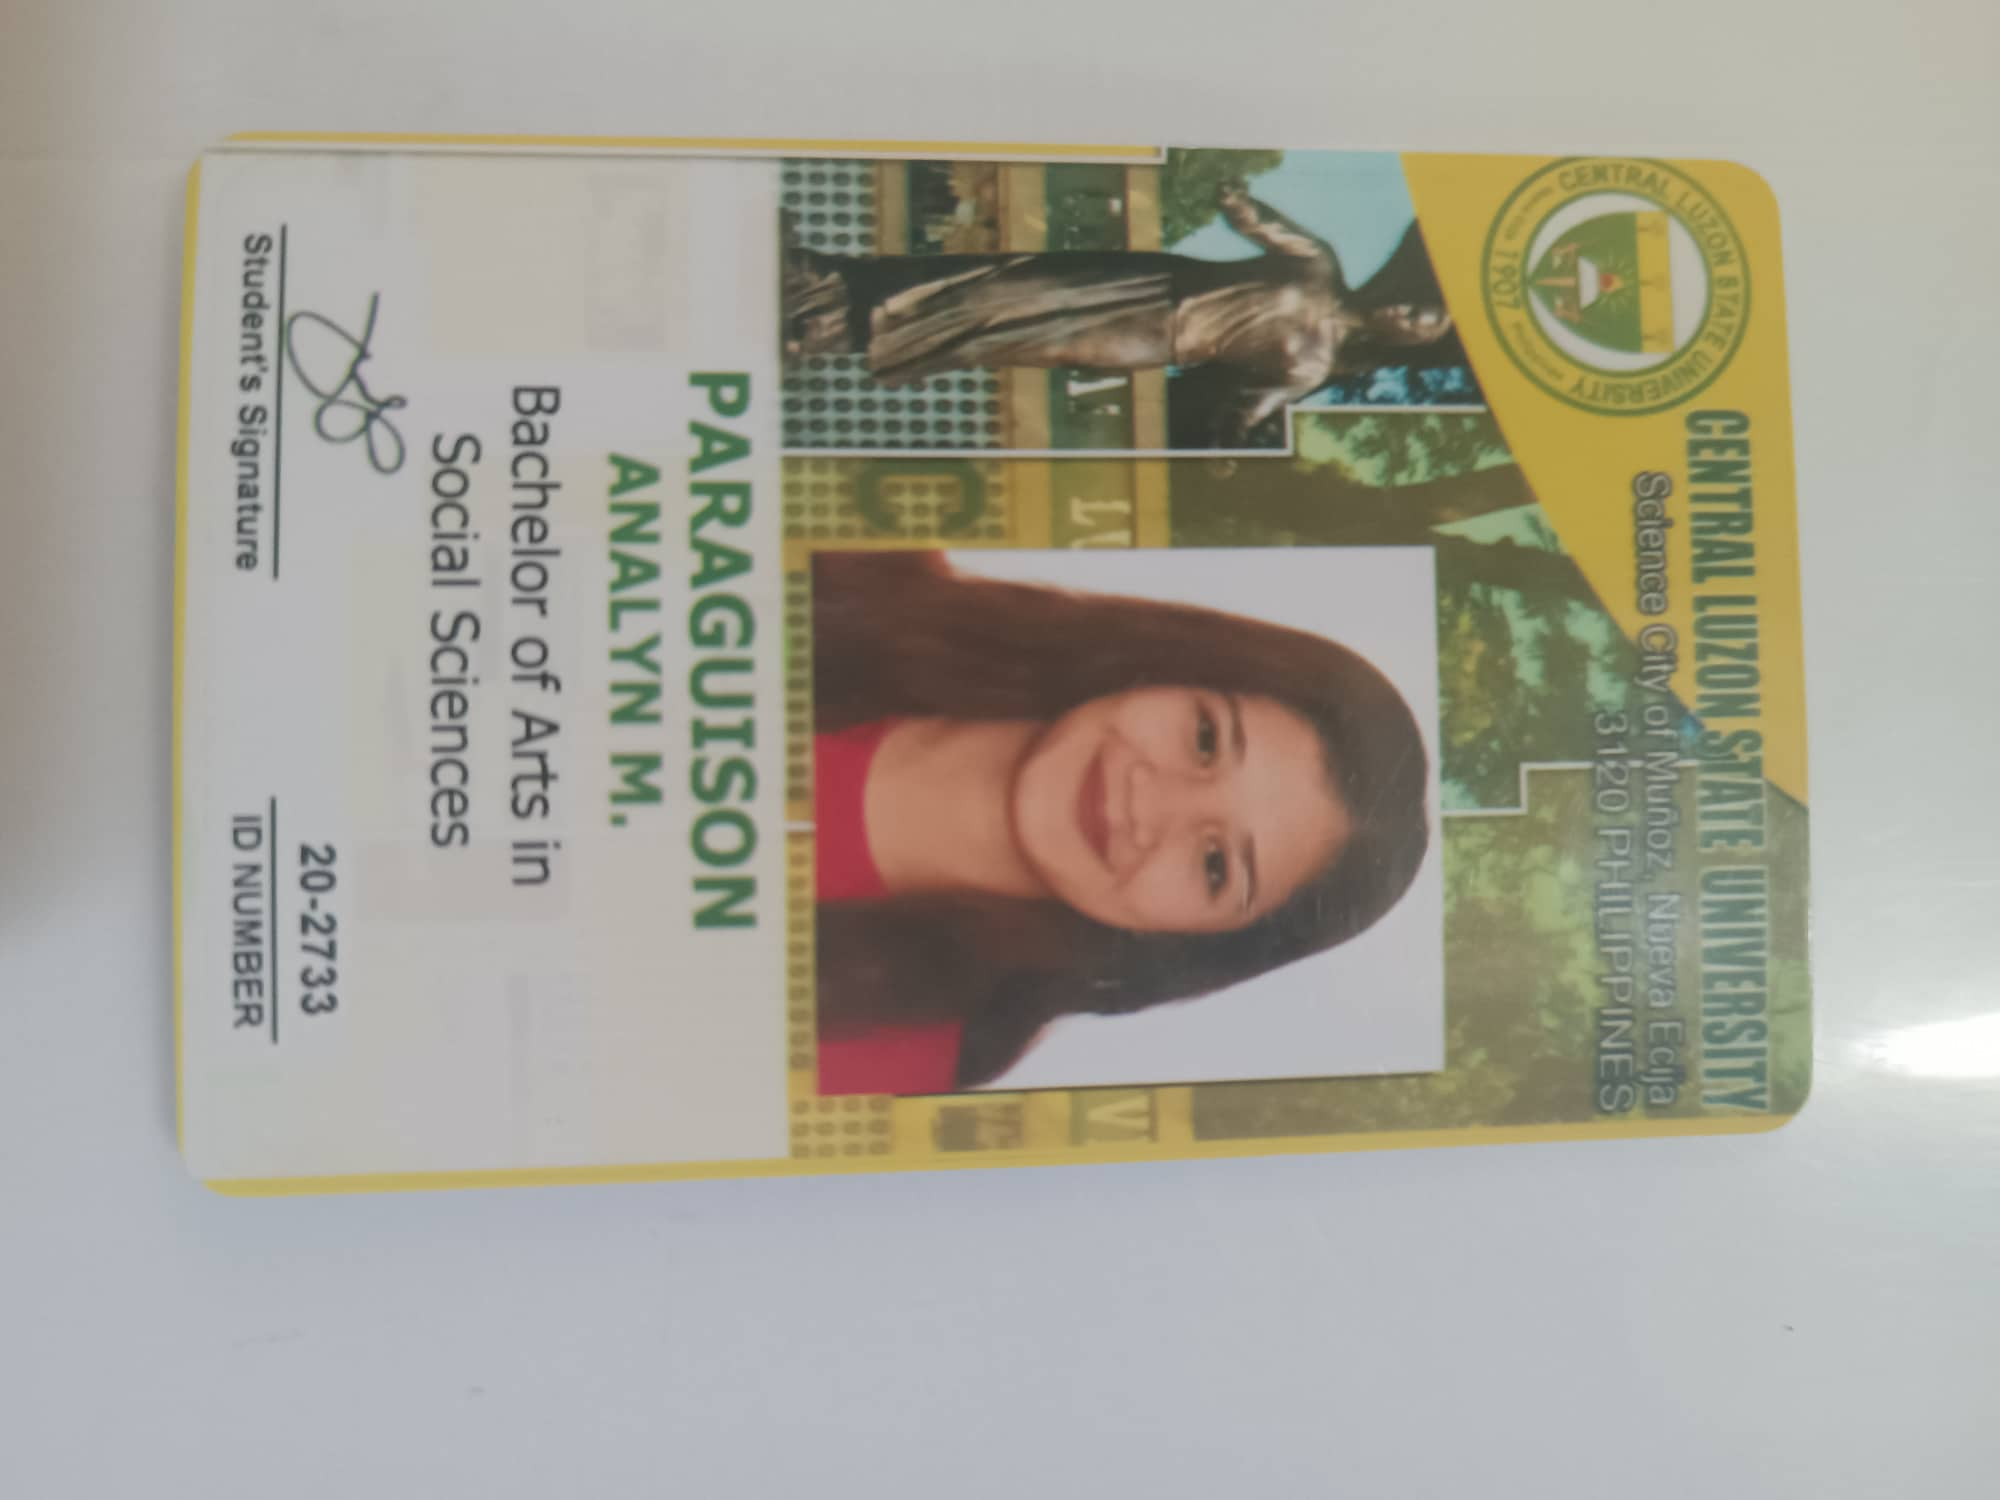 CENTRAL LUZON STATE UNIVERSITY
Science City of Muñoz, Nueva Ecija
3120 PHILIPPINES
CENTRAL LUZON STATE UNIVERSITY
1907
PARAGUISON
ANALYN M.
Bachelor of Arts in
Social Sciences
20-2733
Student's Signature
ID NUMBER